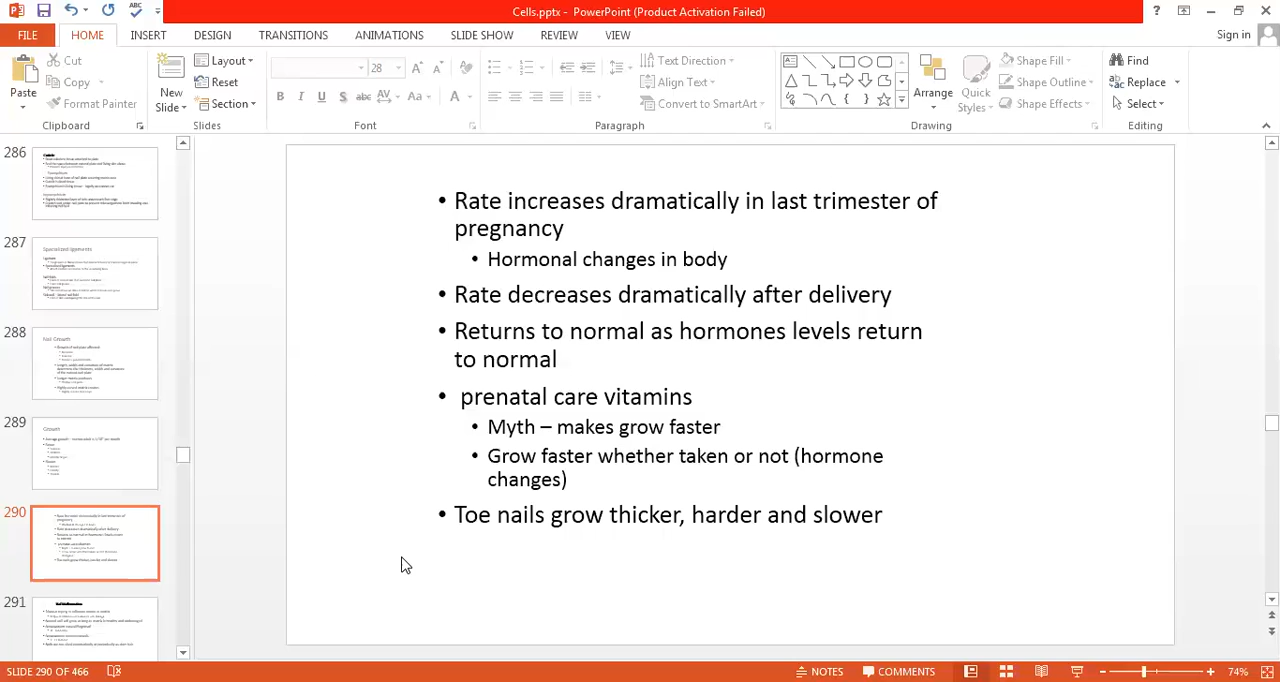 Cells.pptx - PowerPoint (Product Activation Failed)
FILE HOME INSERT DESIGN TRANSITIONS ANIMATIONS SLIDE SHOW REVIEW VIEW Sign in
Paste
Cut
Copy
Format Painter
Clipboard
New
Slide
Layout
Reset
Section
Slides
28
Font
Paragraph
Text Direction
Align Text
Convert to SmartArt
Arrange
Quick
Styles
Shape Fill
Shape Outline
Shape Effects
Drawing
Find
Replace
Select
Editing
286
287
Specialized ligaments
288
Nail Growth
289
Growth
290
291
• Rate increases dramatically in last trimester of
pregnancy
• Hormonal changes in body
• Rate decreases dramatically after delivery
• Returns to normal as hormones levels return
to normal
• prenatal care vitamins
• Myth – makes grow faster
• Grow faster whether taken or not (hormone
changes)
• Toe nails grow thicker, harder and slower
SLIDE 290 OF 466 NOTES COMMENTS 74%